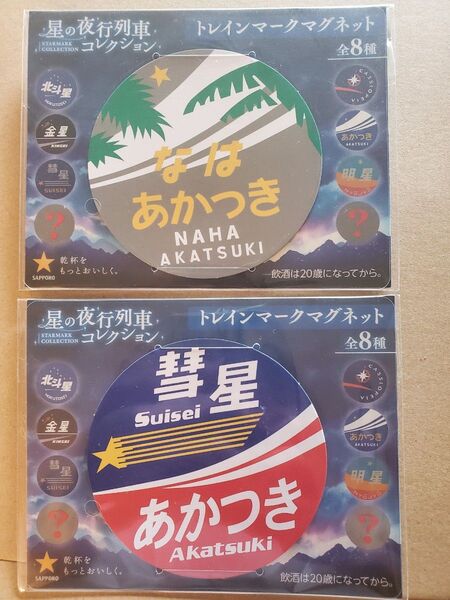 星の夜行列車
STARMARK COLLECTION
コレクション
トレインマークマグネット
全8種
北斗星
HOKUTOSEI
金星
KINSEI
彗星
SUISEI
?
CASSIOPEIA
あかつき
AKATSUKI
明星
?
なは
あかつき
NAHA
AKATSUKI
SAPPORO
乾杯を
もっとおいしく。
飲酒は20歳になってから。
星の夜行列車
STARMARK COLLECTION
コレクション
トレインマークマグネット
全8種
北斗星
HOKUTOSEI
金星
KINSEI
彗星
SUISEI
?
CASSIOPEIA
あかつき
AKATSUKI
明星
?
彗星
Suisei
あかつき
Akatsuki
SAPPORO
乾杯を
もっとおいしく。
飲酒は20歳になってから。